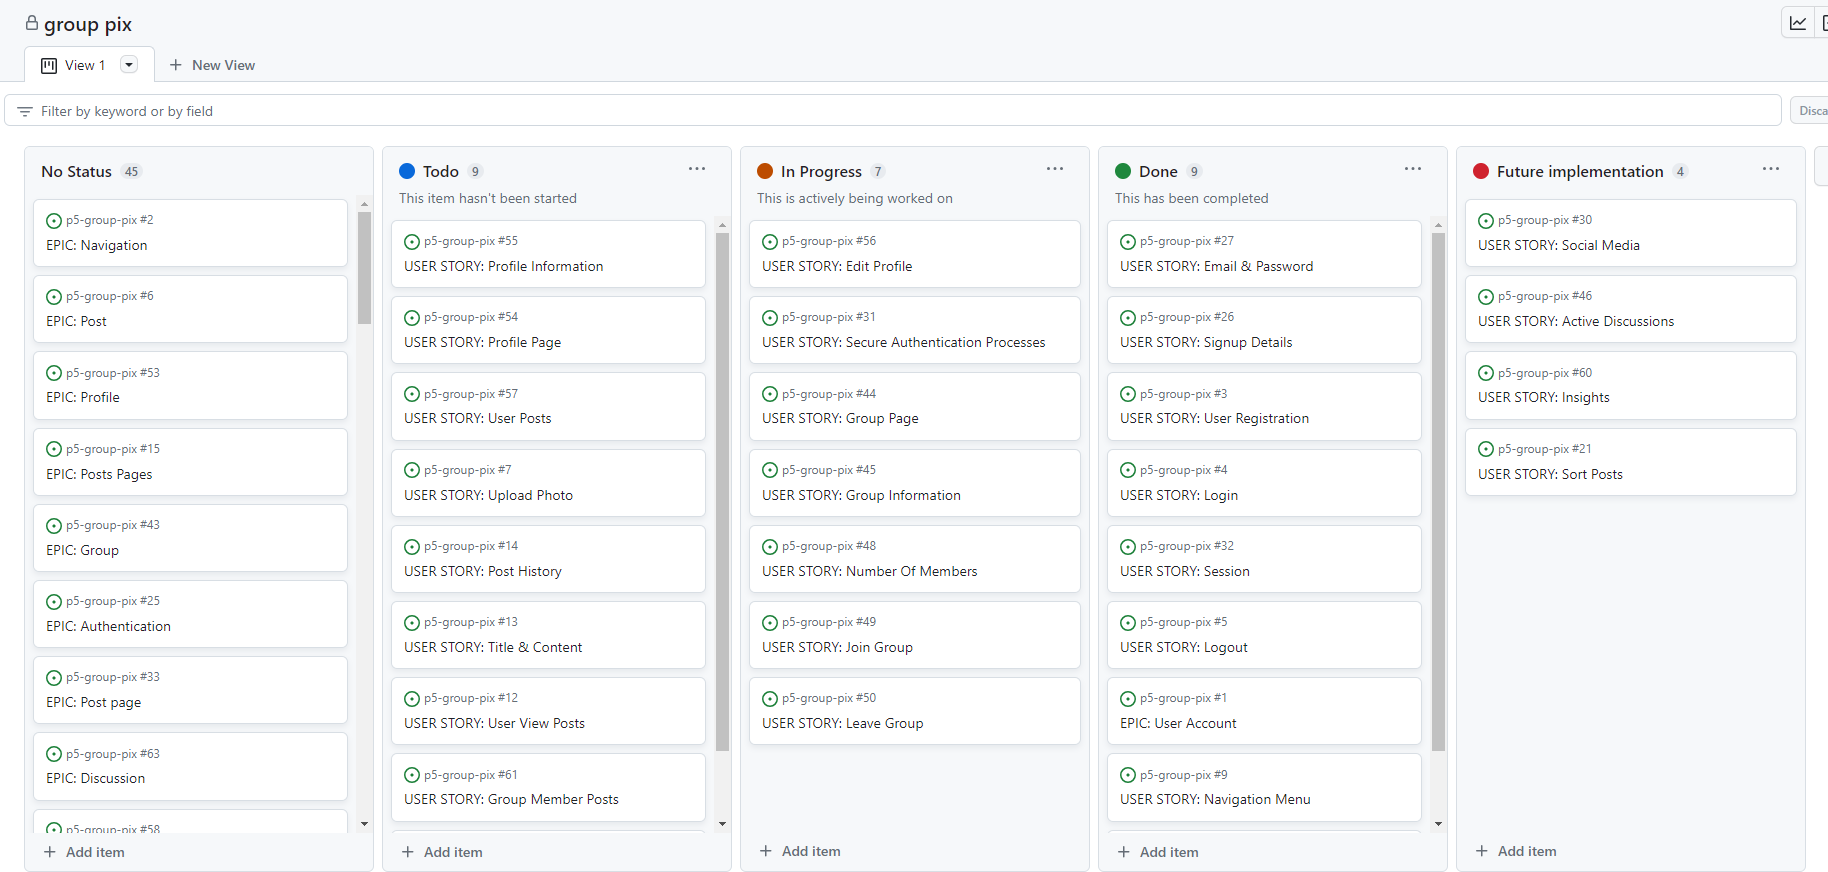 group pix
View 1
New View
Filter by keyword or by field
Disca
No Status 45
p5-group-pix #2
EPIC: Navigation
p5-group-pix #6
EPIC: Post
p5-group-pix #53
EPIC: Profile
p5-group-pix #15
EPIC: Posts Pages
p5-group-pix #43
EPIC: Group
p5-group-pix #25
EPIC: Authentication
p5-group-pix #33
EPIC: Post page
p5-group-pix #63
EPIC: Discussion
p5-group-pix #58
Add item
Todo 9
This item hasn't been started
p5-group-pix #55
USER STORY: Profile Information
p5-group-pix #54
USER STORY: Profile Page
p5-group-pix #57
USER STORY: User Posts
p5-group-pix #7
USER STORY: Upload Photo
p5-group-pix #14
USER STORY: Post History
p5-group-pix #13
USER STORY: Title & Content
p5-group-pix #12
USER STORY: User View Posts
p5-group-pix #61
USER STORY: Group Member Posts
Add item
In Progress 7
This is actively being worked on
p5-group-pix #56
USER STORY: Edit Profile
p5-group-pix #31
USER STORY: Secure Authentication Processes
p5-group-pix #44
USER STORY: Group Page
p5-group-pix #45
USER STORY: Group Information
p5-group-pix #48
USER STORY: Number Of Members
p5-group-pix #49
USER STORY: Join Group
p5-group-pix #50
USER STORY: Leave Group
Add item
Done 9
This has been completed
p5-group-pix #27
USER STORY: Email & Password
p5-group-pix #26
USER STORY: Signup Details
p5-group-pix #3
USER STORY: User Registration
p5-group-pix #4
USER STORY: Login
p5-group-pix #32
USER STORY: Session
p5-group-pix #5
USER STORY: Logout
p5-group-pix #1
EPIC: User Account
p5-group-pix #9
USER STORY: Navigation Menu
Add item
Future implementation 4
p5-group-pix #30
USER STORY: Social Media
p5-group-pix #46
USER STORY: Active Discussions
p5-group-pix #60
USER STORY: Insights
p5-group-pix #21
USER STORY: Sort Posts
Add item